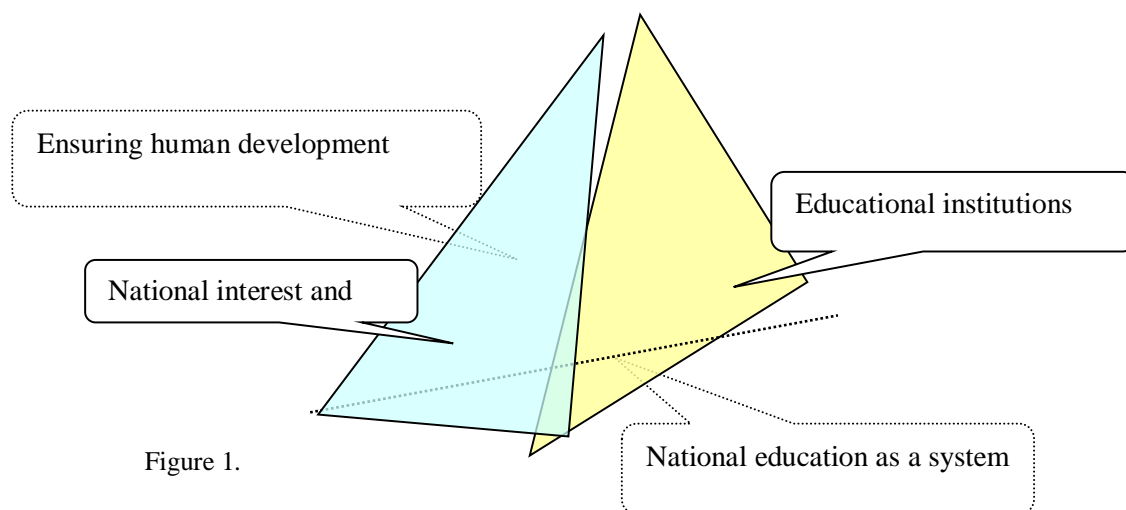 Ensuring human development
Educational institutions
National interest and
National education as a system
Figure 1.